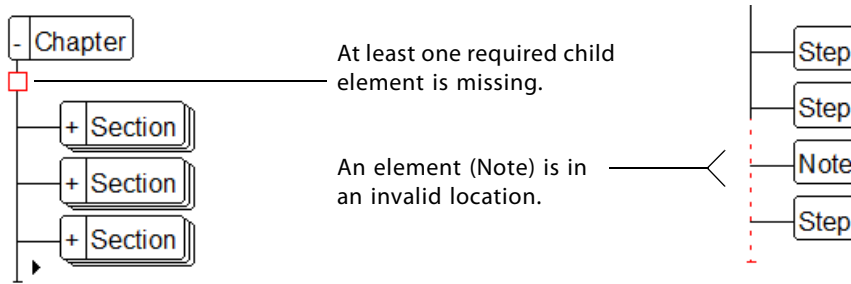 - Chapter
At least one required child
element is missing.
+ Section
+ Section
+ Section
An element (Note) is in
an invalid location.
Step
Step
Note
Step